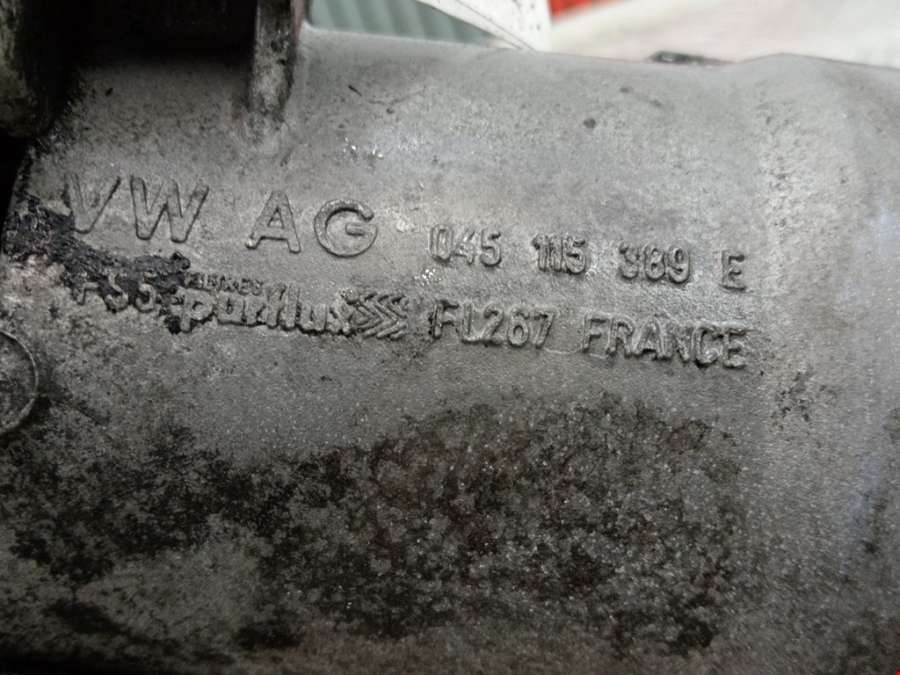 VW AG 045 115 389 E
purflux FL267 FRANCE